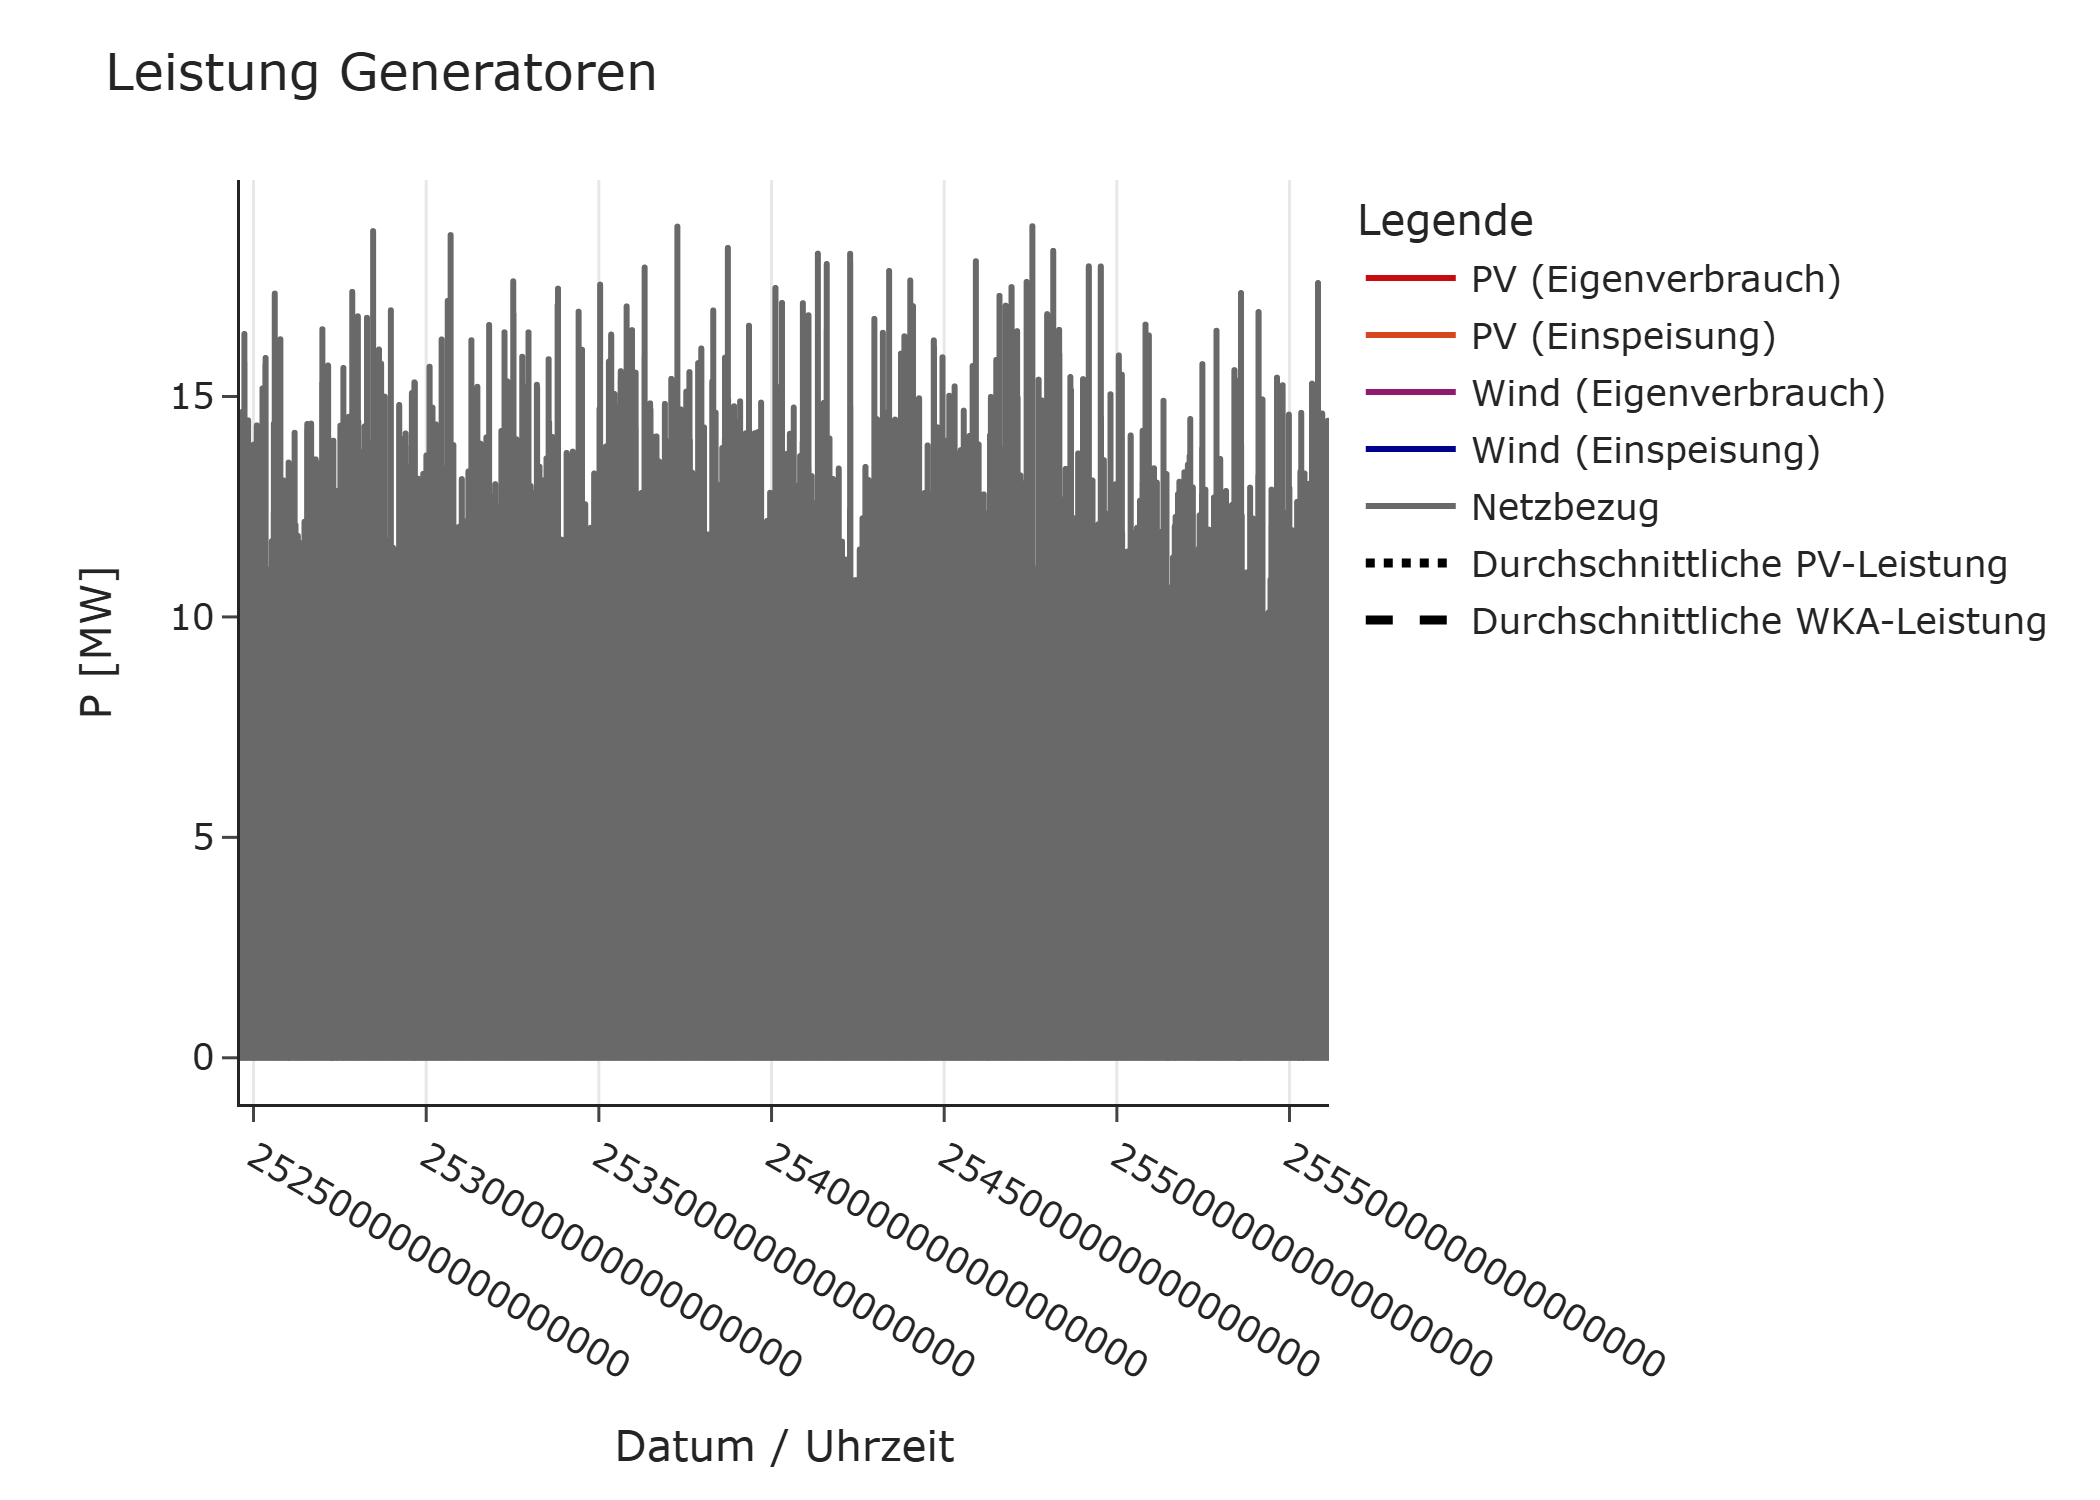 Leistung Generatoren
Legende
PV (Eigenverbrauch)
PV (Einspeisung)
Wind (Eigenverbrauch)
Wind (Einspeisung)
Netzbezug
Durchschnittliche PV-Leistung
Durchschnittliche WKA-Leistung
P [MW]
15
10
5
0
2525000000000000000
2530000000000000000
2535000000000000000
2540000000000000000
2545000000000000000
2550000000000000000
2555000000000000000
Datum / Uhrzeit